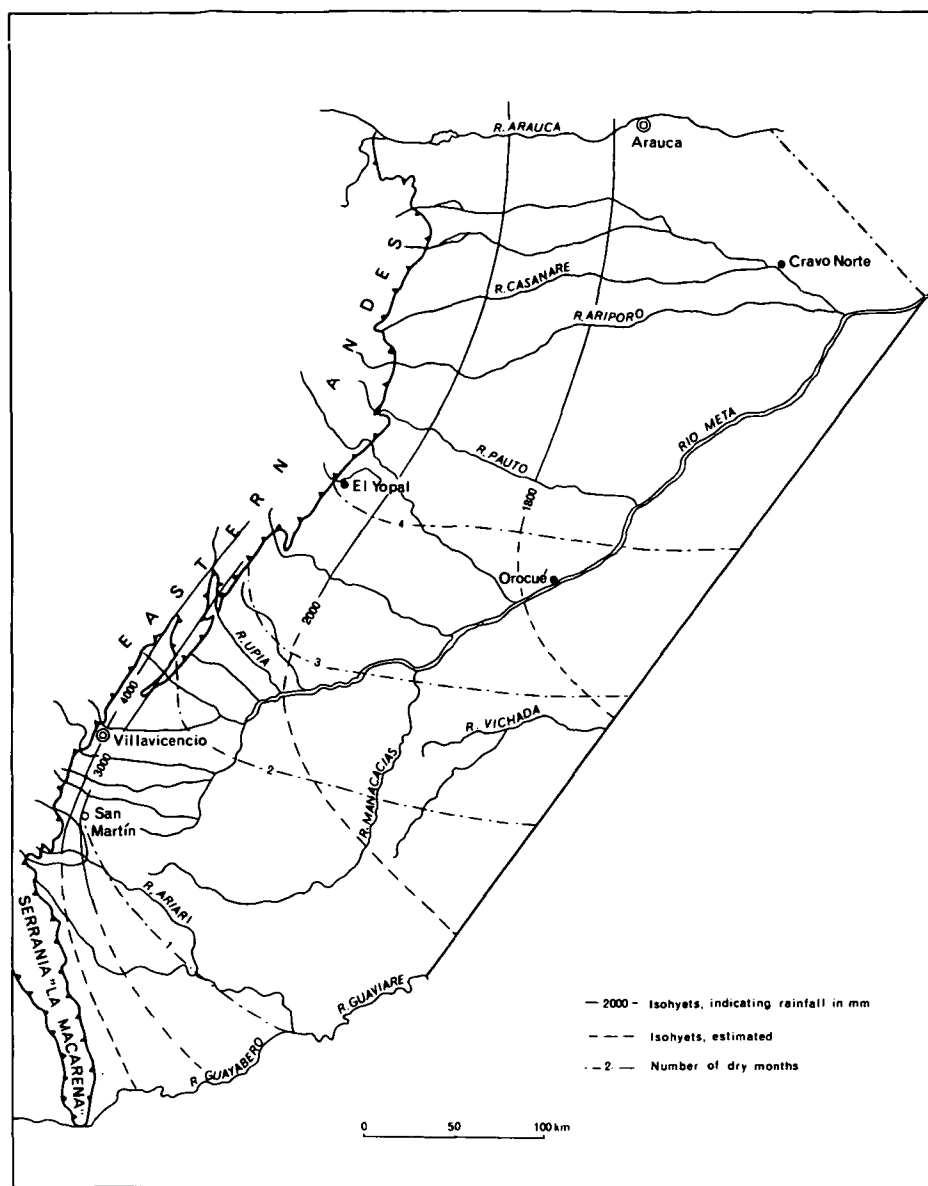 R. ARAUCA
Arauca
Cravo Norte
R. CASANARE
R. ARIPORO
EASTERN ANDES
RIO META
R. PAUTO
El Yopal
1800
4
Orocué
2000
R. UPIA
3
4000
Villavicencio
R. VICHADA
3000
2
R. MANACACIAS
San
Martín
R. ARIARI
1
SERRANIA "LA MACARENA"
R. GUAVIARE
R. GUAYABERO
— 2000 — Isohyets, indicating rainfall in mm
Isohyets, estimated
2 Number of dry months
0 50 100 km